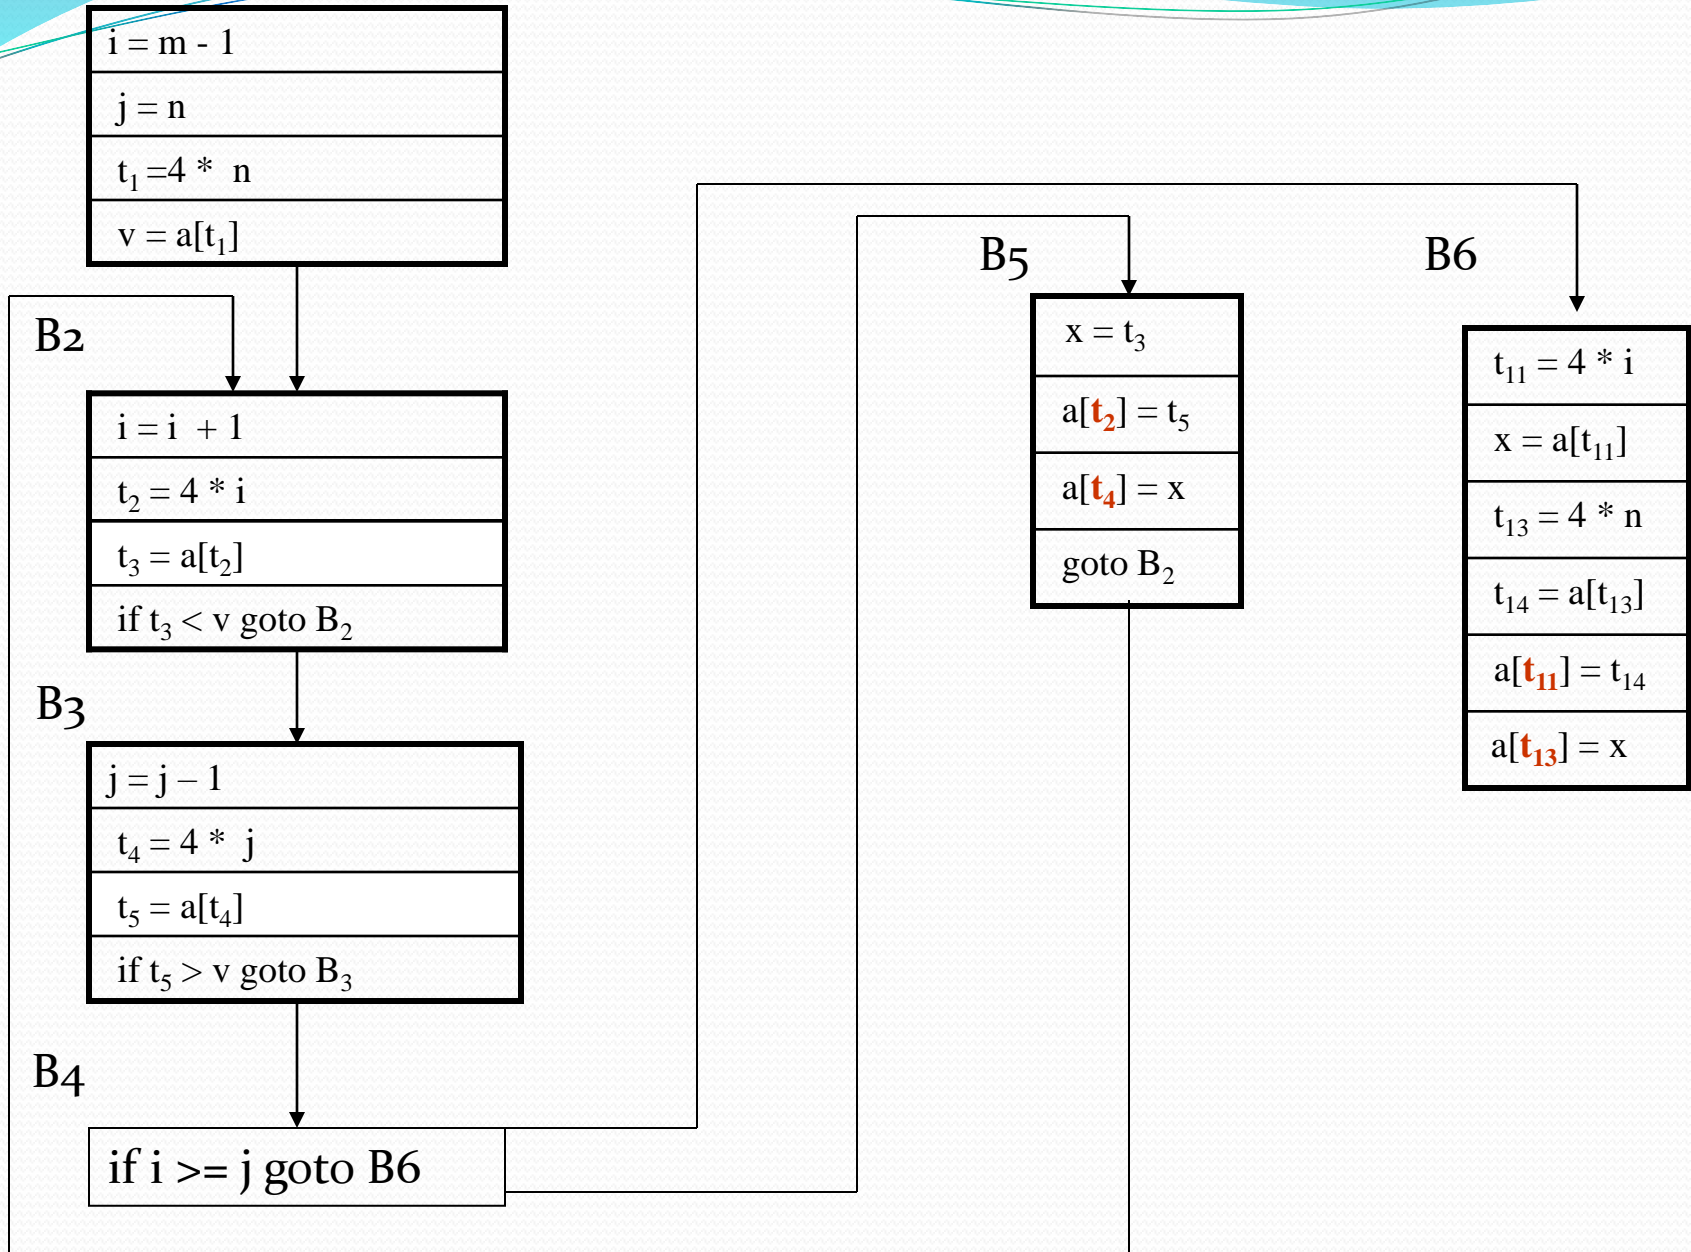 i = m - 1
j = n
t₁ =4 * n
v = a[t₁]
B2
i = i + 1
t₂ = 4 * i
t₃ = a[t₂]
if t₃ < v goto B₂
B3
j = j – 1
t₄ = 4 * j
t₅ = a[t₄]
if t₅ > v goto B₃
B4
if i >= j goto B6
B5
x = t₃
a[t₂] = t₅
a[t₄] = x
goto B₂
B6
t₁₁ = 4 * i
x = a[t₁₁]
t₁₃ = 4 * n
t₁₄ = a[t₁₃]
a[t₁₁] = t₁₄
a[t₁₃] = x